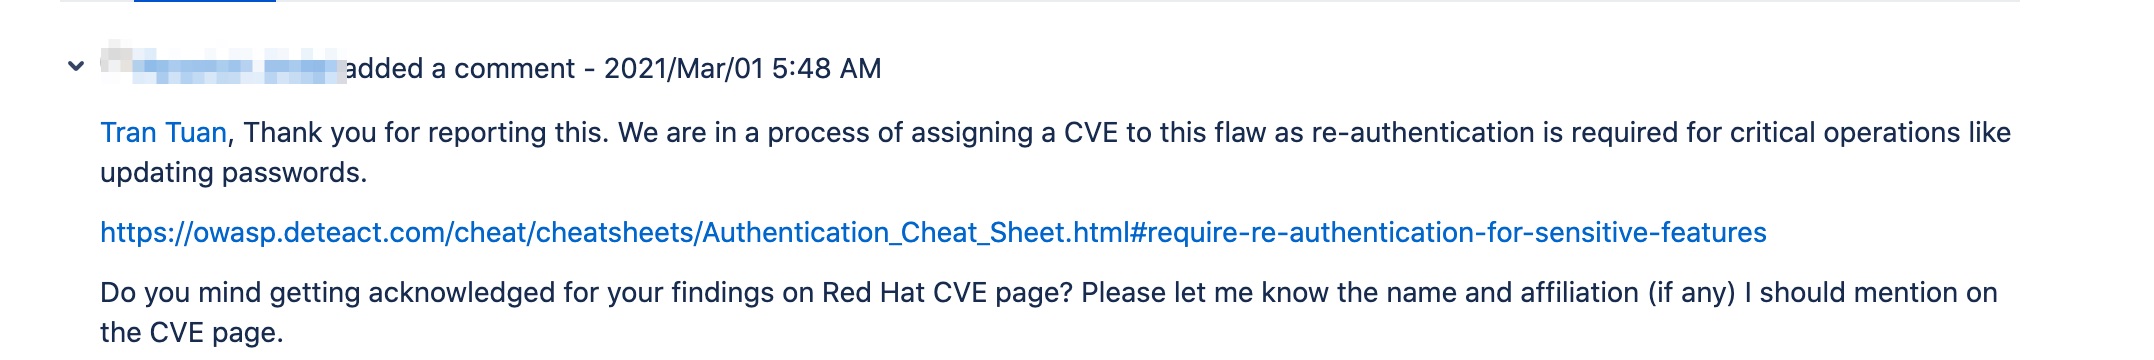 added a comment - 2021/Mar/01 5:48 AM
Tran Tuan, Thank you for reporting this. We are in a process of assigning a CVE to this flaw as re-authentication is required for critical operations like
updating passwords.
https://owasp.deteact.com/cheat/cheatsheets/Authentication_Cheat_Sheet.html#require-re-authentication-for-sensitive-features
Do you mind getting acknowledged for your findings on Red Hat CVE page? Please let me know the name and affiliation (if any) I should mention on
the CVE page.